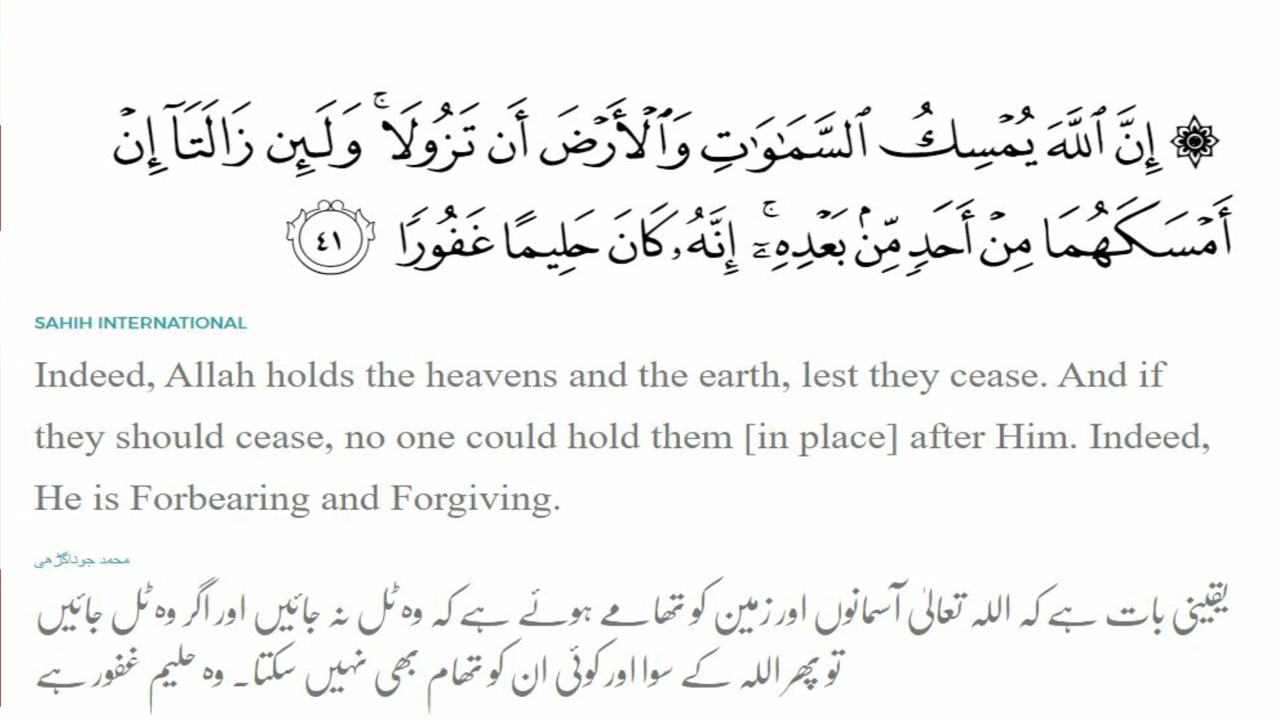 ۞ إِنَّ ٱللَّهَ يُمۡسِكُ ٱلسَّمَٰوَٰتِ وَٱلۡأَرۡضَ أَن تَزُولَاۚ وَلَئِن زَالَتَآ إِنۡ
أَمۡسَكَهُمَا مِنۡ أَحَدٖ مِّنۢ بَعۡدِهِۦٓۚ إِنَّهُۥ كَانَ حَلِيمًا غَفُورٗا ٤١
SAHIH INTERNATIONAL
Indeed, Allah holds the heavens and the earth, lest they cease. And if
they should cease, no one could hold them [in place] after Him. Indeed,
He is Forbearing and Forgiving.
محمد جوناگڑھی
یقینی بات ہے کہ اللہ تعالیٰ آسمانوں اور زمین کو تھامے ہوئے ہے کہ وه ٹل نہ جائیں اور اگر وه ٹل جائیں
تو پھر اللہ کے سوا اور کوئی ان کو تھام بھی نہیں سکتا۔ وه حلیم غفور ہے